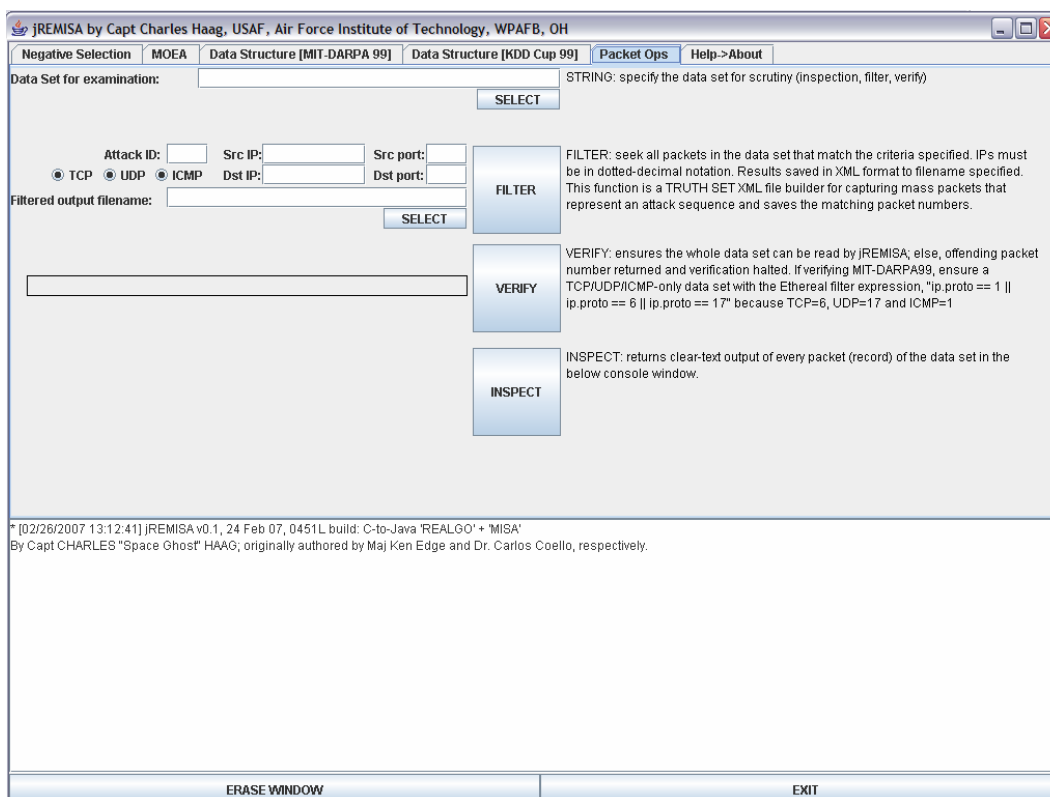 jREMISA by Capt Charles Haag, USAF, Air Force Institute of Technology, WPAFB, OH
Negative Selection MOEA Data Structure [MIT-DARPA 99] Data Structure [KDD Cup 99] Packet Ops Help->About
Data Set for examination:
STRING: specify the data set for scrutiny (inspection, filter, verify)
SELECT
Attack ID: Src IP: Src port:
TCP UDP ICMP Dst IP: Dst port:
Filtered output filename:
SELECT
FILTER
FILTER: seek all packets in the data set that match the criteria specified. IPs must
be in dotted-decimal notation. Results saved in XML format to filename specified.
This function is a TRUTH SET XML file builder for capturing mass packets that
represent an attack sequence and saves the matching packet numbers.
VERIFY
VERIFY: ensures the whole data set can be read by jREMISA; else, offending packet
number returned and verification halted. If verifying MIT-DARPA99, ensure a
TCP/UDP/ICMP-only data set with the Ethereal filter expression, "ip.proto == 1 ||
ip.proto == 6 || ip.proto == 17" because TCP=6, UDP=17 and ICMP=1
INSPECT
INSPECT: returns clear-text output of every packet (record) of the data set in the
below console window.
* [02/26/2007 13:12:41] jREMISA v0.1, 24 Feb 07, 0451L build: C-to-Java 'REALGO' + 'MISA'
By Capt CHARLES "Space Ghost" HAAG; originally authored by Maj Ken Edge and Dr. Carlos Coello, respectively.
ERASE WINDOW EXIT